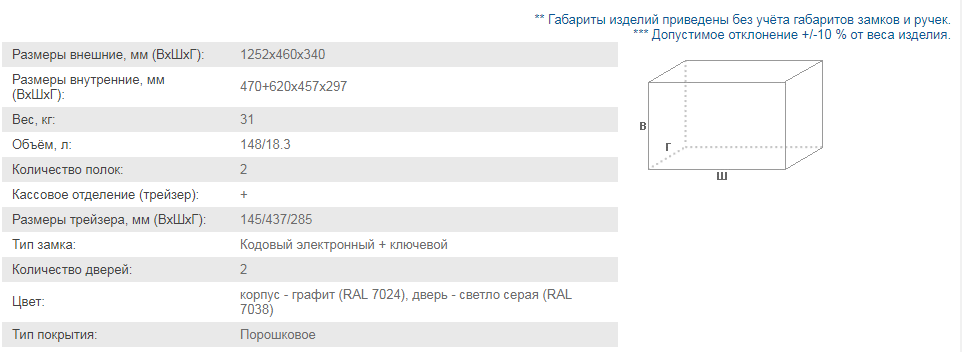 ** Габариты изделий приведены без учёта габаритов замков и ручек.
*** Допустимое отклонение +/-10 % от веса изделия.
Размеры внешние, мм (ВхШхГ): 1252x460x340
Размеры внутренние, мм
(ВхШхГ): 470+620x457x297
Вес, кг: 31
Объём, л: 148/18.3
Количество полок: 2
Кассовое отделение (трейзер): +
Размеры трейзера, мм (ВхШхГ): 145/437/285
Тип замка: Кодовый электронный + ключевой
Количество дверей: 2
Цвет: корпус - графит (RAL 7024), дверь - светло серая (RAL
7038)
Тип покрытия: Порошковое
В
Г
Ш